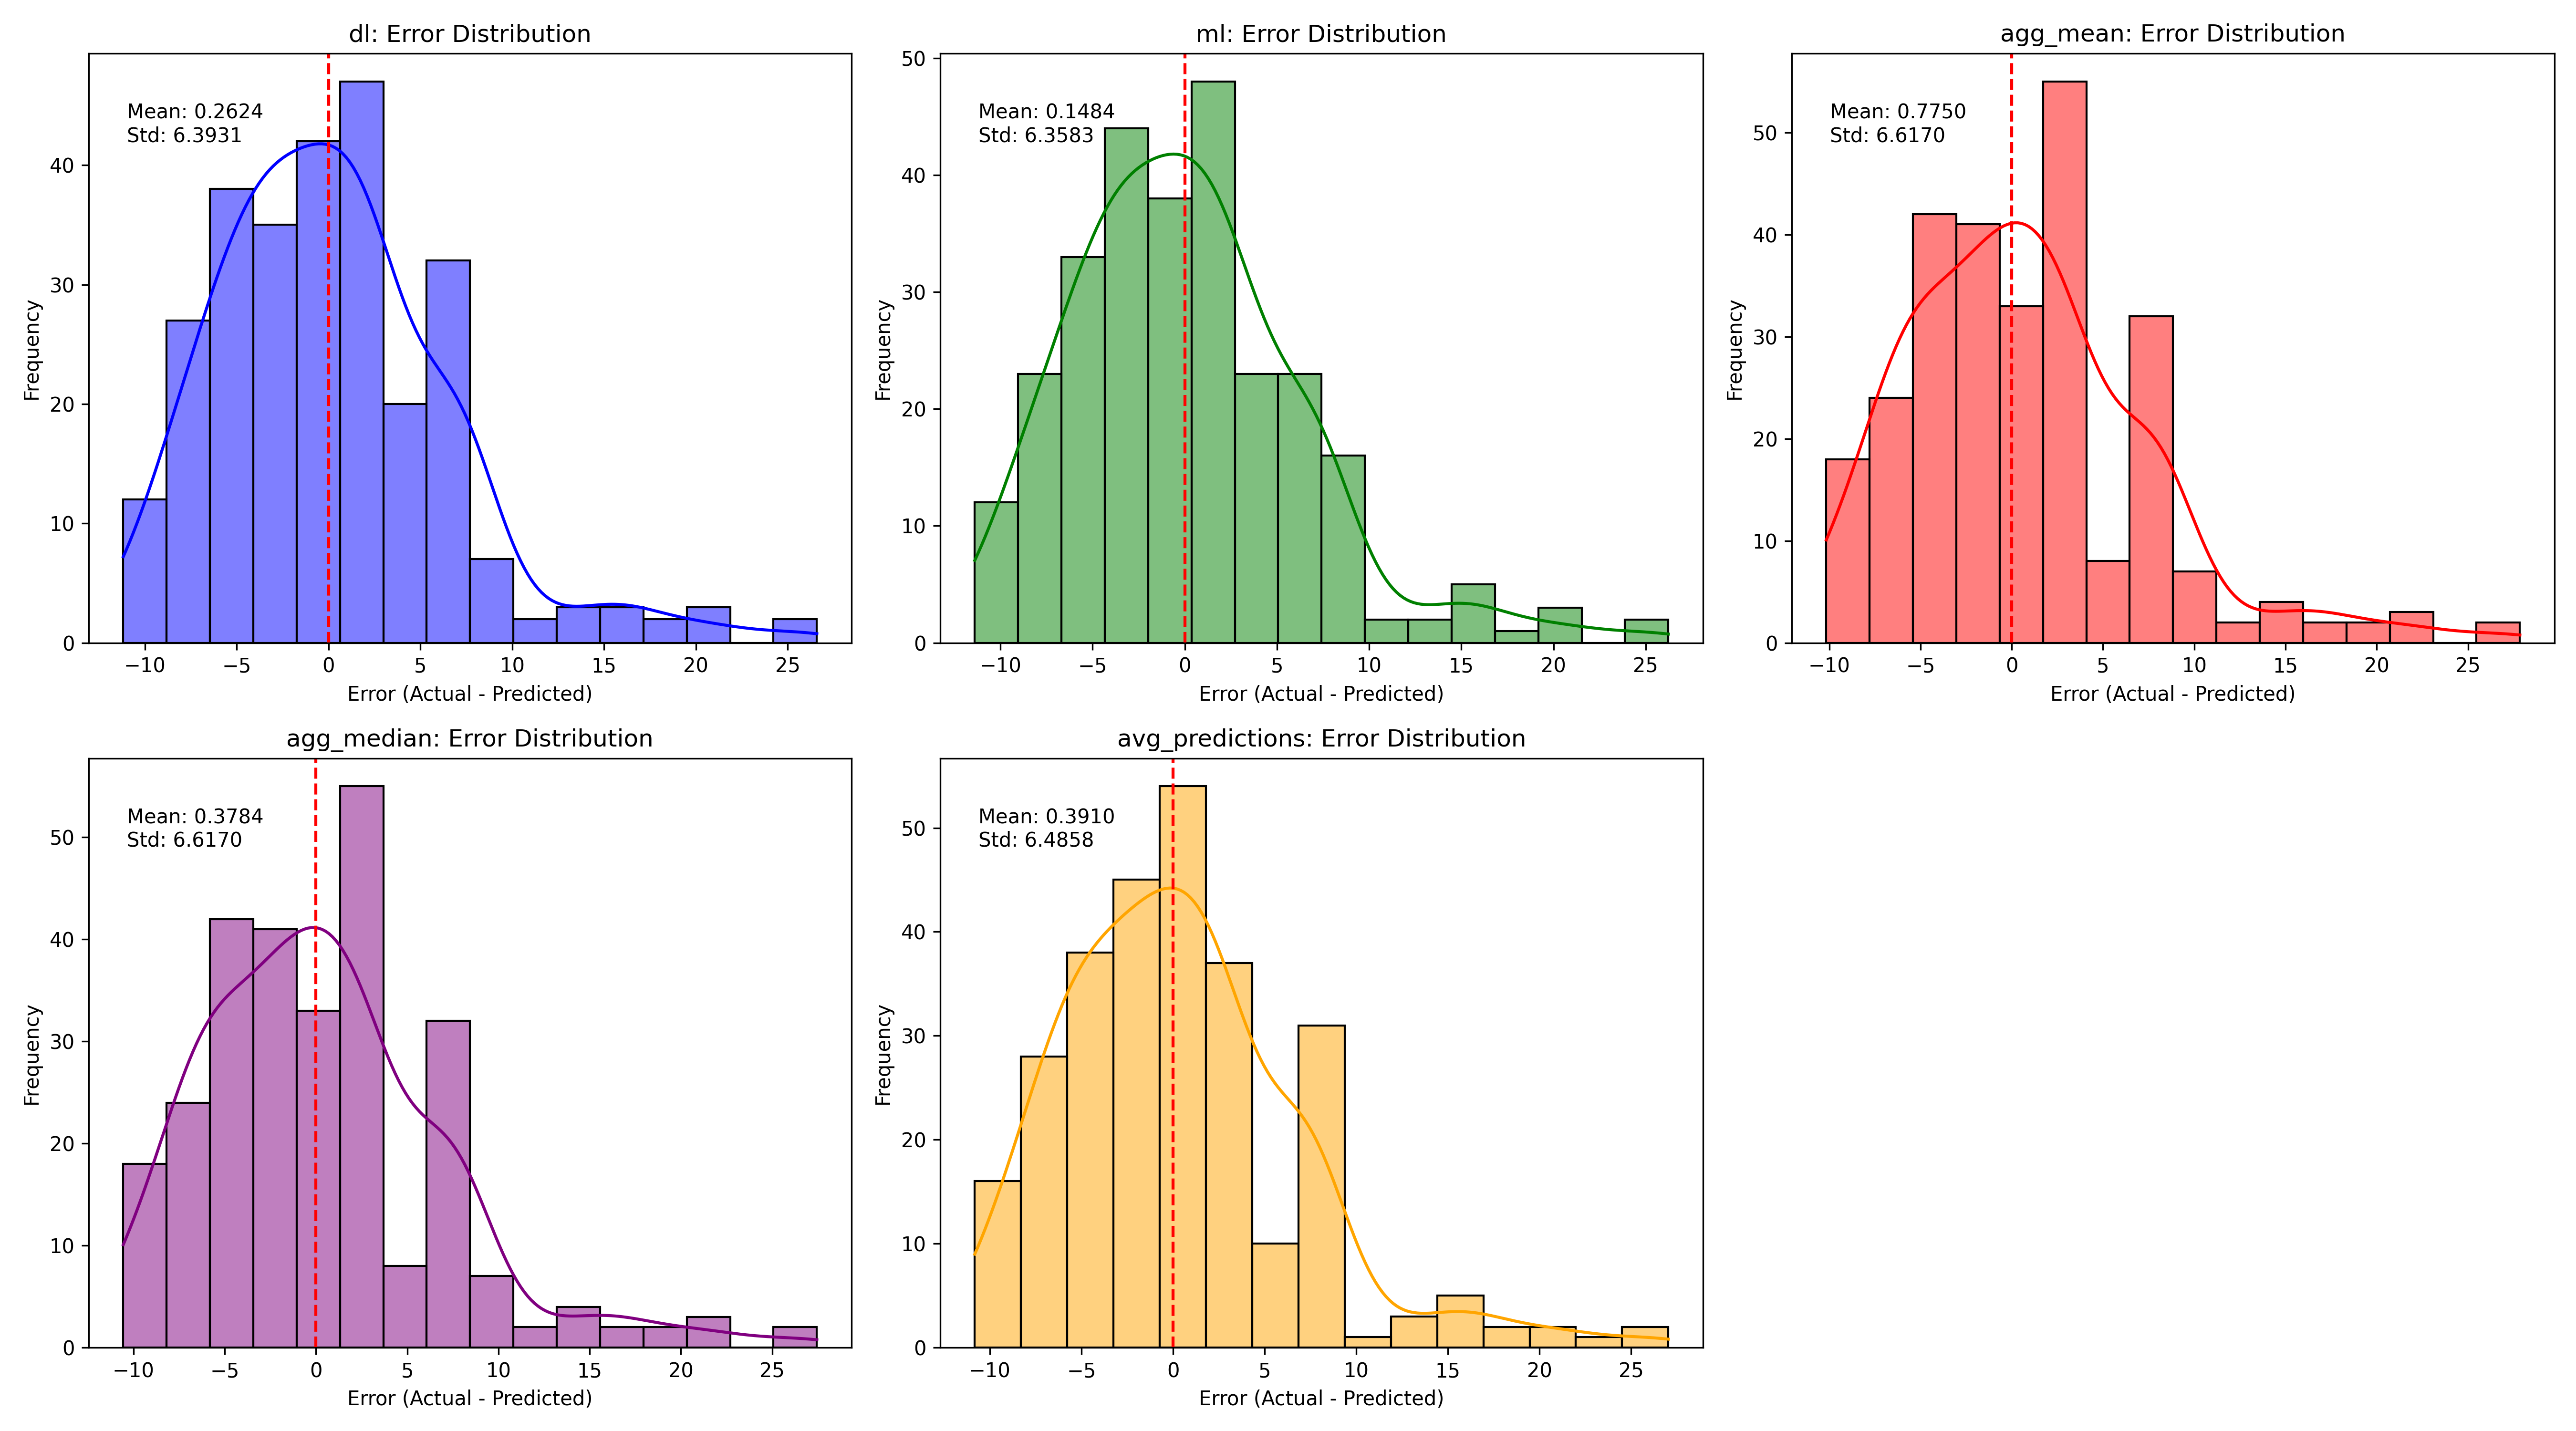 dl: Error Distribution
Mean: 0.2624
Std: 6.3931
Frequency
0
10
20
30
40
−10 −5 0 5 10 15 20 25
Error (Actual - Predicted)
ml: Error Distribution
Mean: 0.1484
Std: 6.3583
Frequency
0
10
20
30
40
50
−10 −5 0 5 10 15 20 25
Error (Actual - Predicted)
agg_mean: Error Distribution
Mean: 0.7750
Std: 6.6170
Frequency
0
10
20
30
40
50
−10 −5 0 5 10 15 20 25
Error (Actual - Predicted)
agg_median: Error Distribution
Mean: 0.3784
Std: 6.6170
Frequency
0
10
20
30
40
50
−10 −5 0 5 10 15 20 25
Error (Actual - Predicted)
avg_predictions: Error Distribution
Mean: 0.3910
Std: 6.4858
Frequency
0
10
20
30
40
50
−10 −5 0 5 10 15 20 25
Error (Actual - Predicted)